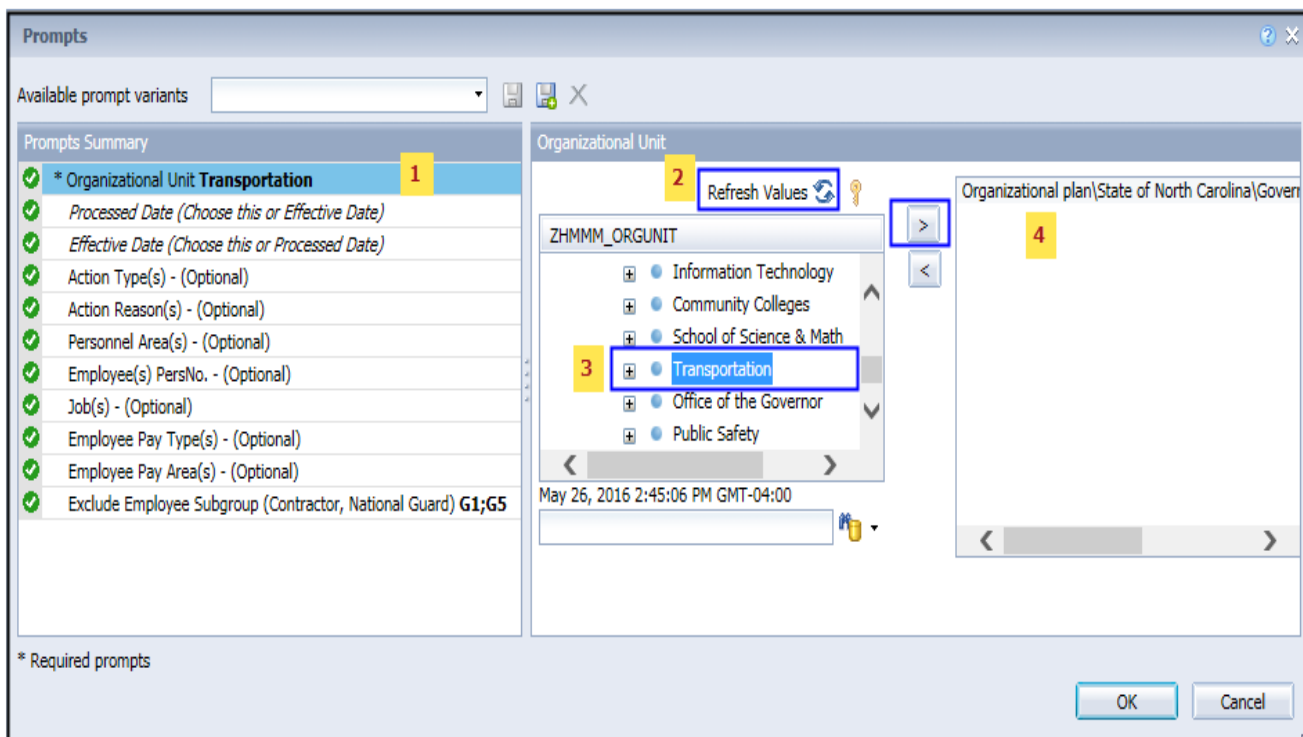 Prompts
Available prompt variants
Prompts Summary
* Organizational Unit Transportation
1
Processed Date (Choose this or Effective Date)
Effective Date (Choose this or Processed Date)
Action Type(s) - (Optional)
Action Reason(s) - (Optional)
Personnel Area(s) - (Optional)
Employee(s) PersNo. - (Optional)
Job(s) - (Optional)
Employee Pay Type(s) - (Optional)
Employee Pay Area(s) - (Optional)
Exclude Employee Subgroup (Contractor, National Guard) G1;G5
Organizational Unit
2
Refresh Values
ZHMMM_ORGUNIT
Information Technology
Community Colleges
School of Science & Math
3
Transportation
Office of the Governor
Public Safety
May 26, 2016 2:45:06 PM GMT-04:00
>
<
Organizational plan\State of North Carolina\Govern
4
* Required prompts
OK
Cancel